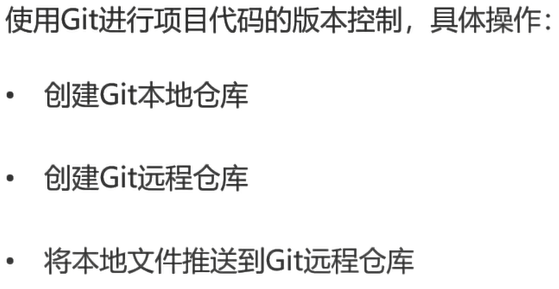 使用Git进行项目代码的版本控制，具体操作：
• 创建Git本地仓库
• 创建Git远程仓库
• 将本地文件推送到Git远程仓库